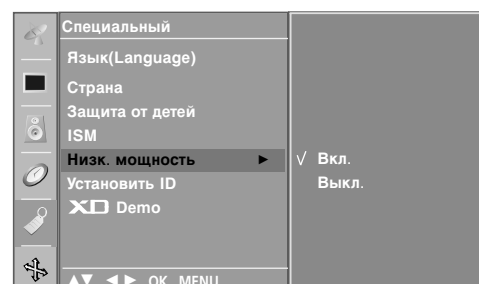 Специальный
Язык(Language)
Страна
Защита от детей
ISM
Низк. мощность ► √ Вкл.
Выкл.
Установить ID
XD Demo
▲▼ ◄► OK MENU